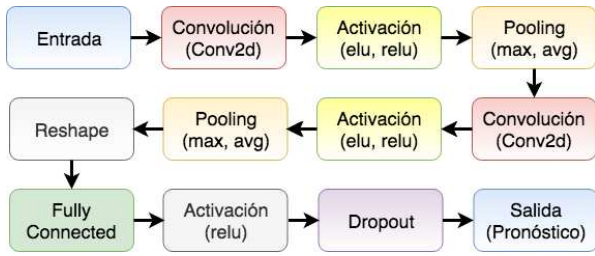 Entrada
Convolución
(Conv2d)
Activación
(elu, relu)
Pooling
(max, avg)
Convolución
(Conv2d)
Activación
(elu, relu)
Pooling
(max, avg)
Reshape
Fully
Connected
Activación
(relu)
Dropout
Salida
(Pronóstico)